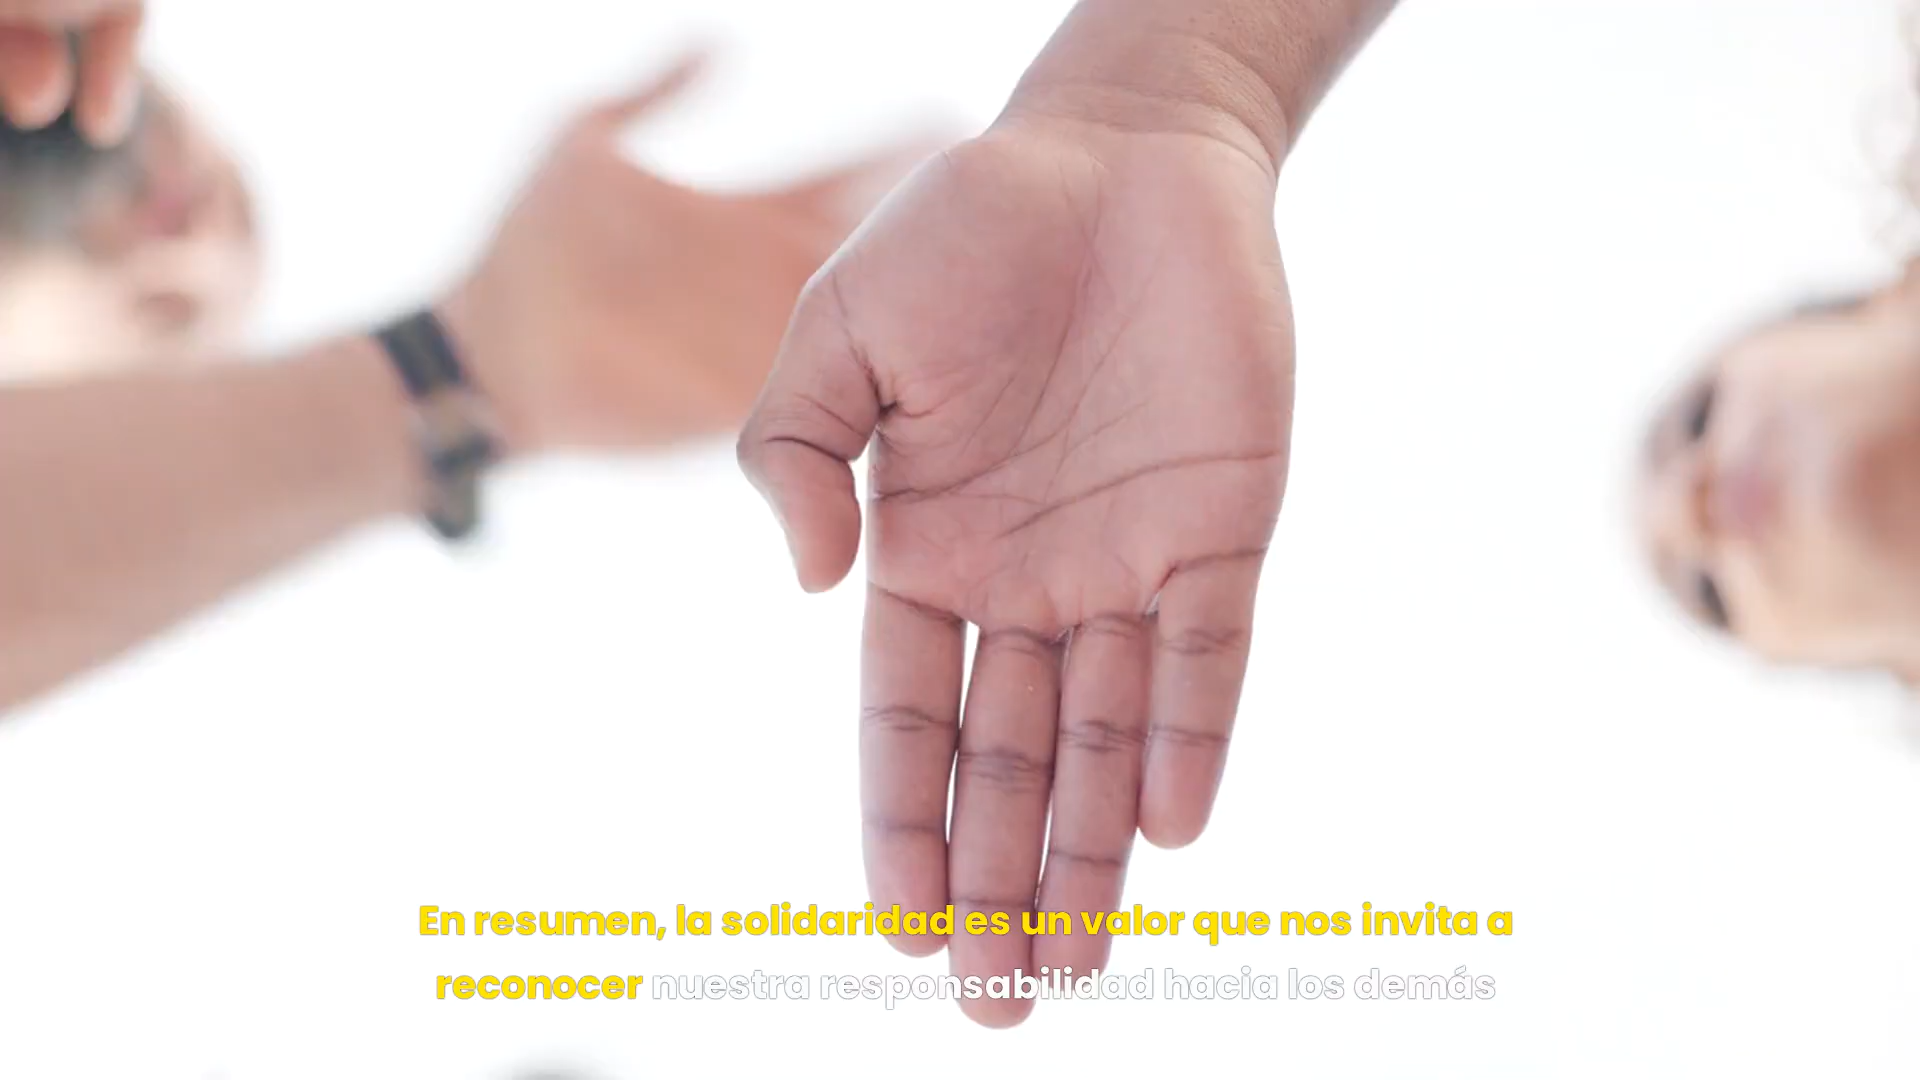 En resumen, la solidaridad es un valor que nos invita a
reconocer nuestra responsabilidad hacia los demás